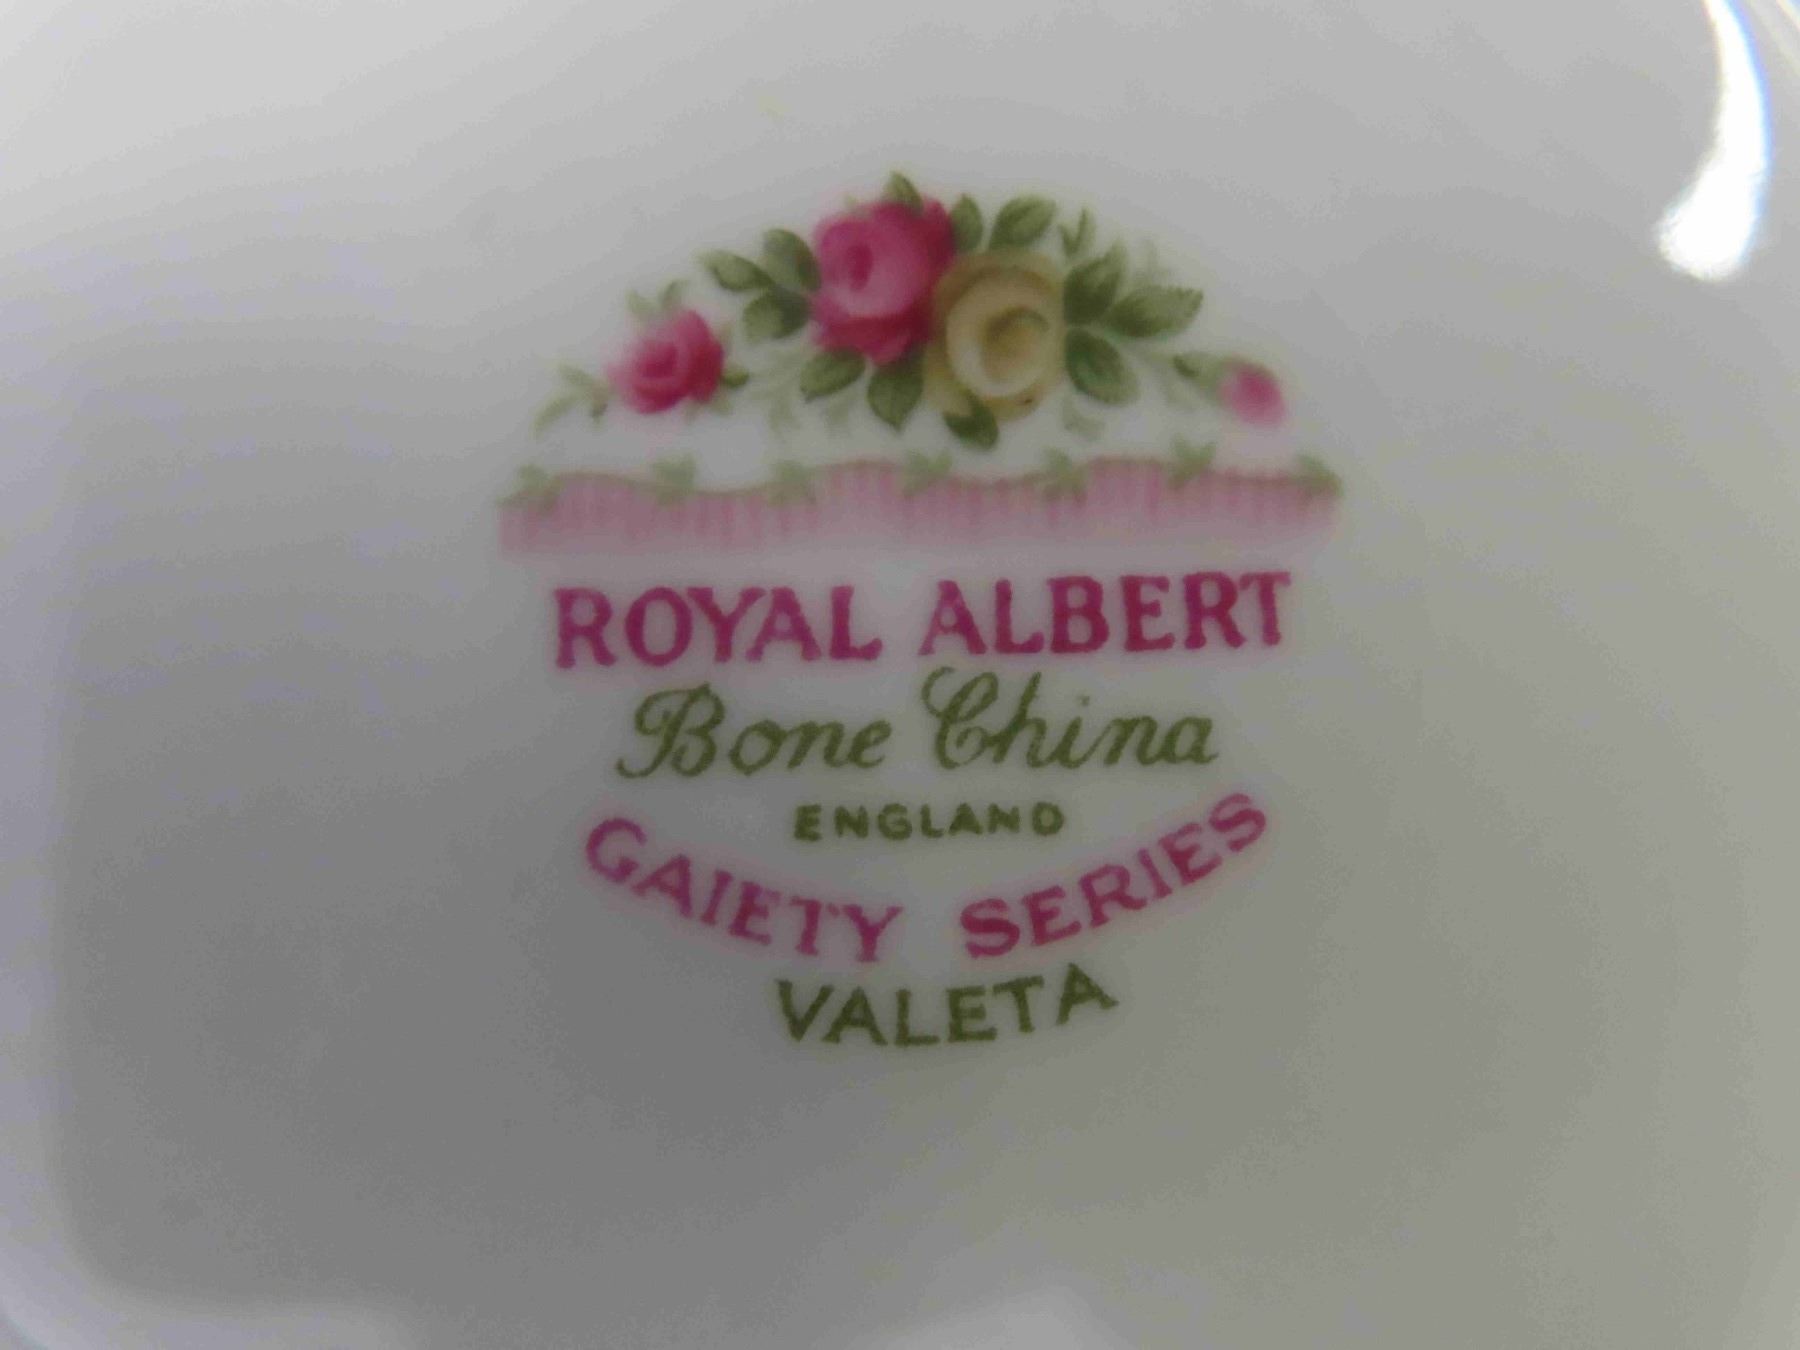 ROYAL ALBERT
Bone China
ENGLAND
GAIETY SERIES
VALETA